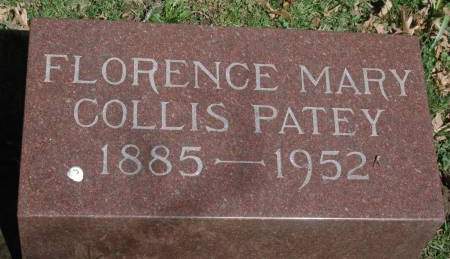 FLORENCE MARY
COLLIS PATEY
1885 — 1952